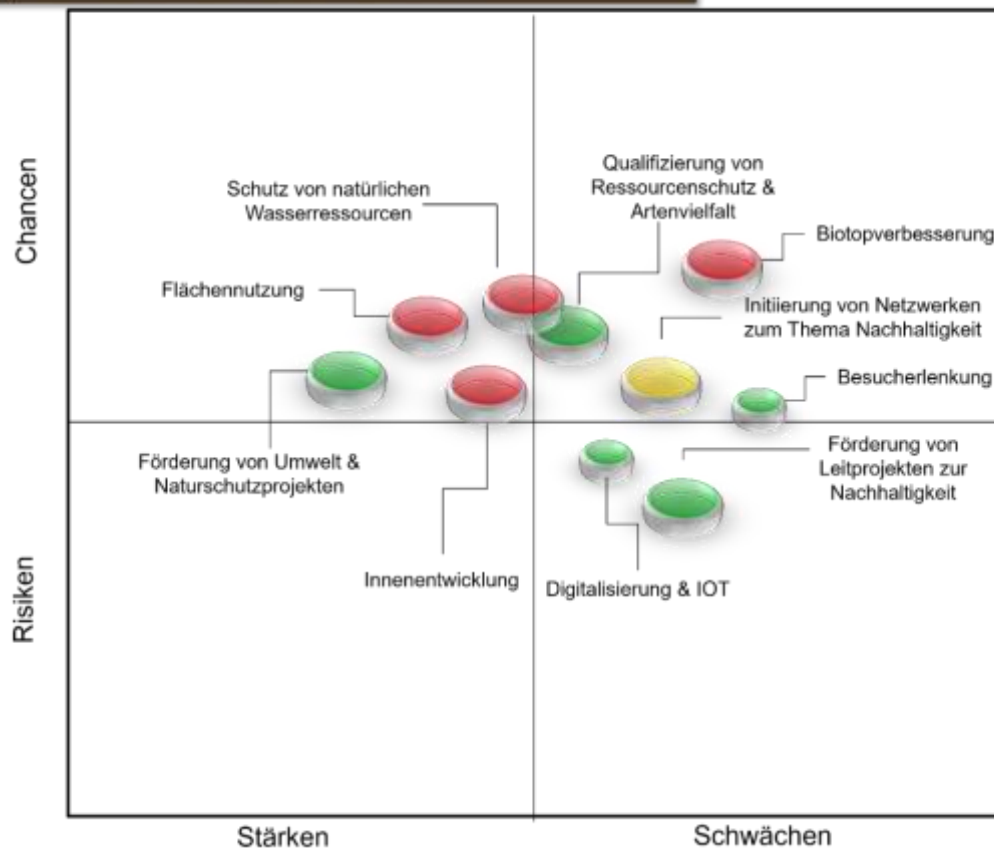 Chancen
Risiken
Schutz von natürlichen
Wasserressourcen
Qualifizierung von
Ressourcenschutz &
Artenvielfalt
Biotopverbesserung
Flächennutzung
Initiierung von Netzwerken
zum Thema Nachhaltigkeit
Besucherlenkung
Förderung von Umwelt &
Naturschutzprojekten
Förderung von
Leitprojekten zur
Nachhaltigkeit
Innenentwicklung
Digitalisierung & IOT
Stärken
Schwächen